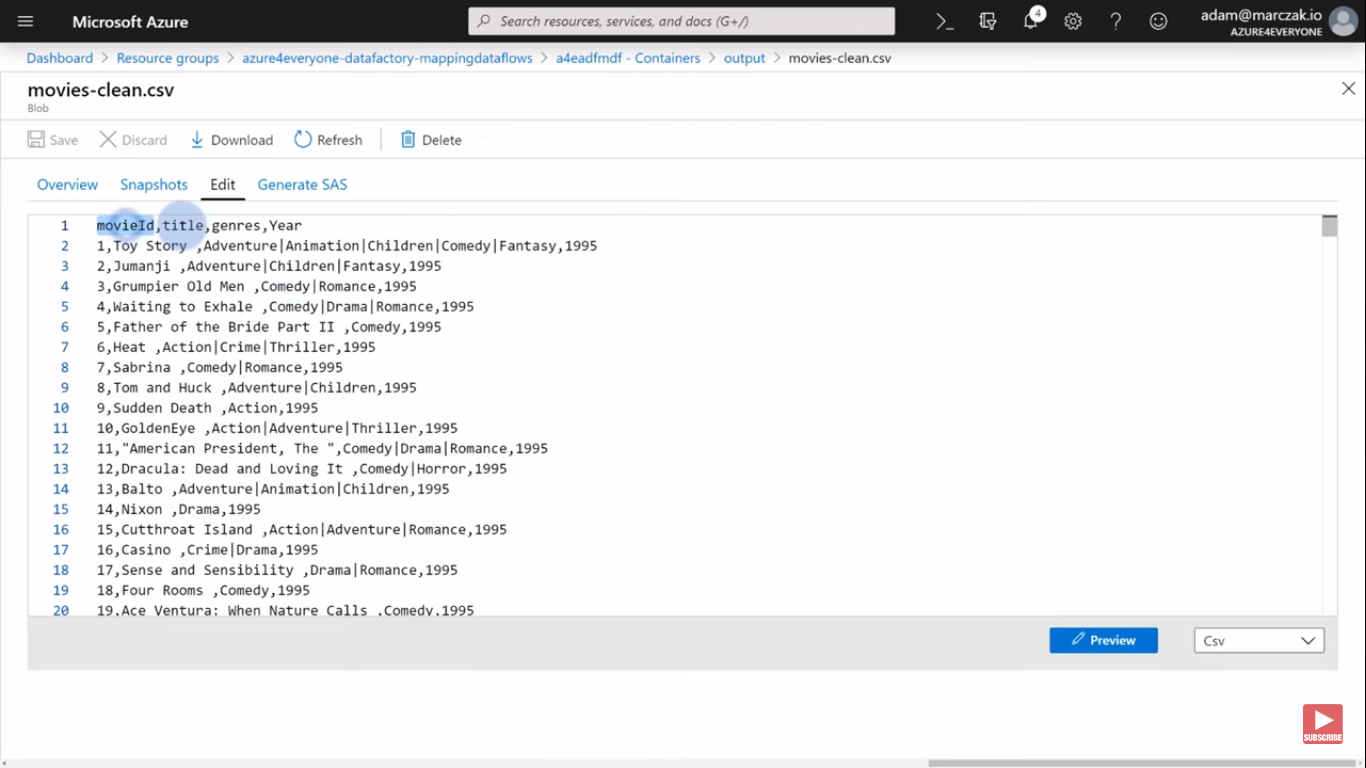 Microsoft Azure
Search resources, services, and docs (G+/)
4
adam@marczak.io
AZURE4EVERYONE
Dashboard > Resource groups > azure4everyone-datafactory-mappingdataflows > a4eadfmdf - Containers > output > movies-clean.csv
movies-clean.csv
Blob
Save Discard Download Refresh Delete
Overview Snapshots Edit Generate SAS
1 movieId,title,genres,Year
2 1,Toy Story ,Adventure|Animation|Children|Comedy|Fantasy,1995
3 2,Jumanji ,Adventure|Children|Fantasy,1995
4 3,Grumpier Old Men ,Comedy|Romance,1995
5 4,Waiting to Exhale ,Comedy|Drama|Romance,1995
6 5,Father of the Bride Part II ,Comedy,1995
7 6,Heat ,Action|Crime|Thriller,1995
8 7,Sabrina ,Comedy|Romance,1995
9 8,Tom and Huck ,Adventure|Children,1995
10 9,Sudden Death ,Action,1995
11 10,GoldenEye ,Action|Adventure|Thriller,1995
12 11,"American President, The ",Comedy|Drama|Romance,1995
13 12,Dracula: Dead and Loving It ,Comedy|Horror,1995
14 13,Balto ,Adventure|Animation|Children,1995
15 14,Nixon ,Drama,1995
16 15,Cutthroat Island ,Action|Adventure|Romance,1995
17 16,Casino ,Crime|Drama,1995
18 17,Sense and Sensibility ,Drama|Romance,1995
19 18,Four Rooms ,Comedy,1995
20 19,Ace Ventura: When Nature Calls ,Comedy,1995
Preview
Csv
SUBSCRIBE